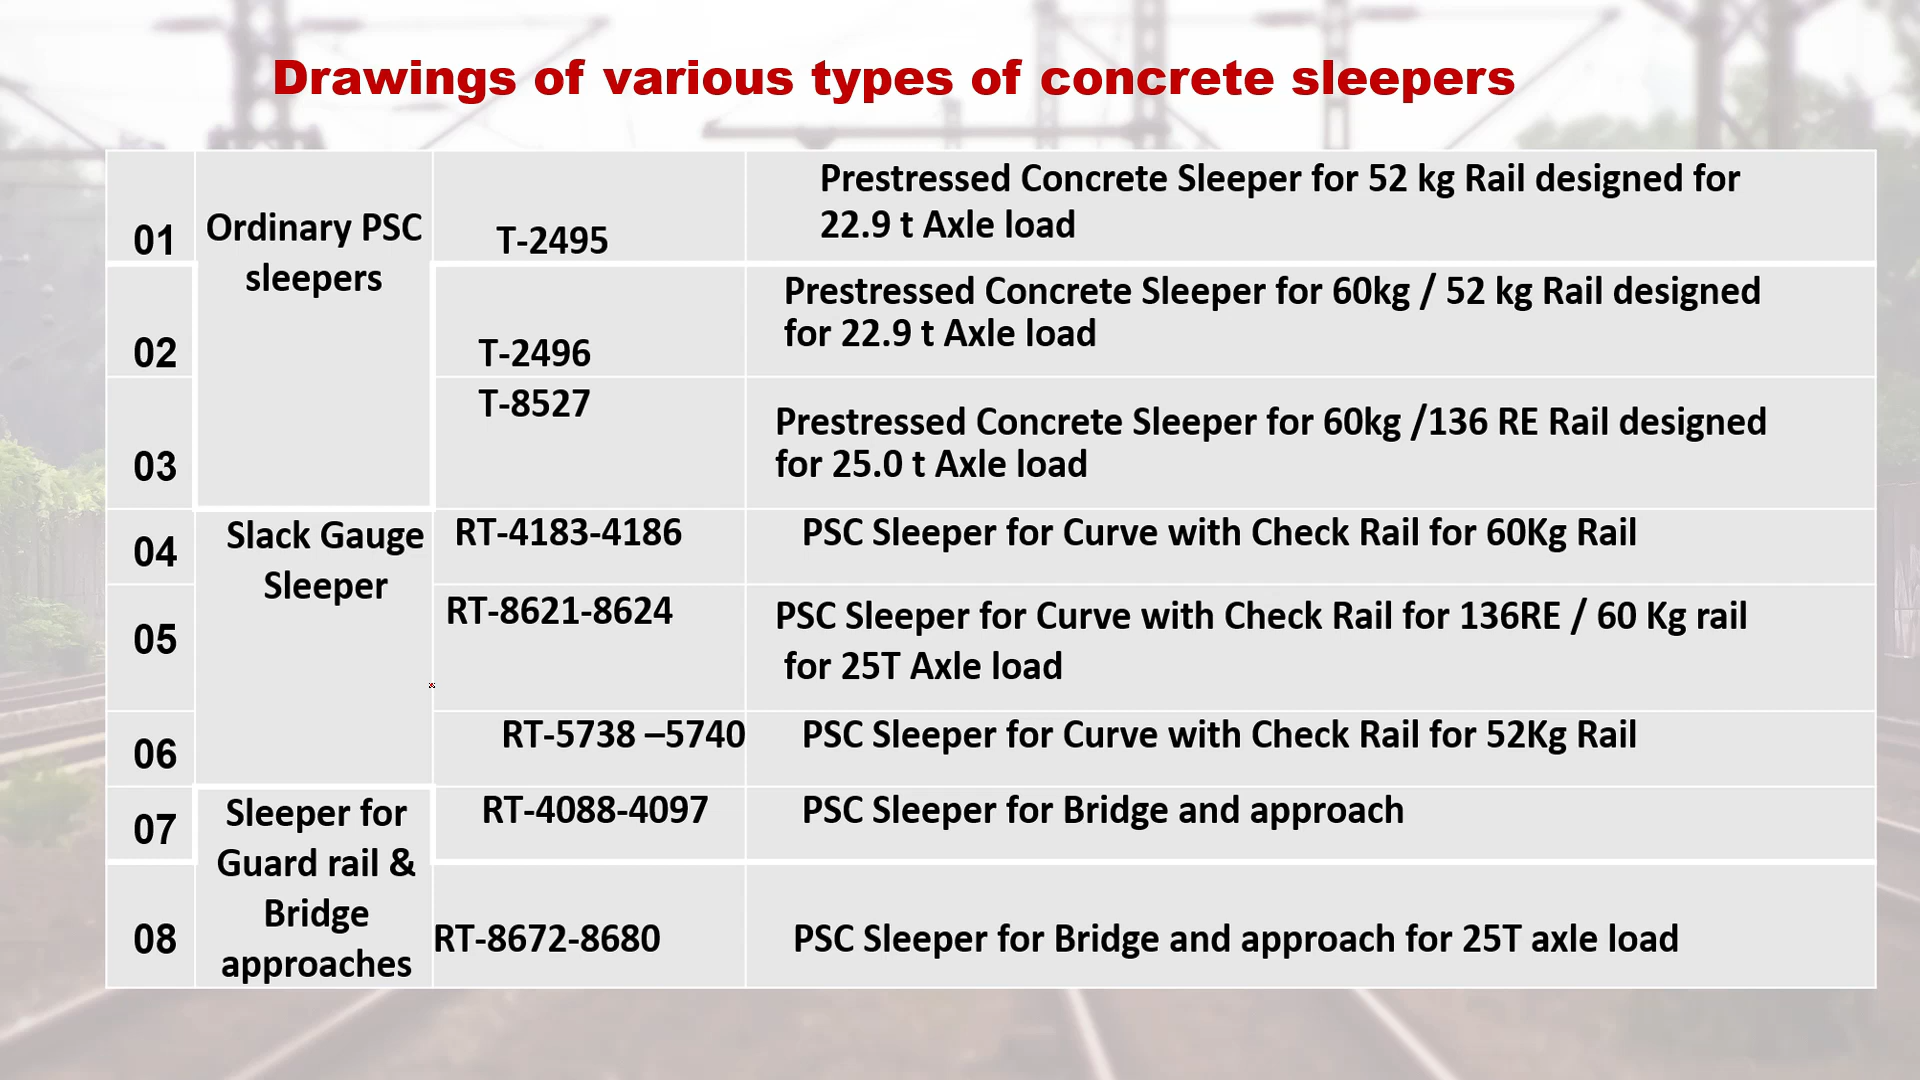 Drawings of various types of concrete sleepers
01
Ordinary PSC
sleepers
T-2495
Prestressed Concrete Sleeper for 52 kg Rail designed for
22.9 t Axle load
02
T-2496
Prestressed Concrete Sleeper for 60kg / 52 kg Rail designed
for 22.9 t Axle load
03
T-8527
Prestressed Concrete Sleeper for 60kg /136 RE Rail designed
for 25.0 t Axle load
04
Slack Gauge
Sleeper
RT-4183-4186
PSC Sleeper for Curve with Check Rail for 60Kg Rail
05
RT-8621-8624
PSC Sleeper for Curve with Check Rail for 136RE / 60 Kg rail
for 25T Axle load
06
RT-5738 –5740
PSC Sleeper for Curve with Check Rail for 52Kg Rail
07
Sleeper for
Guard rail &
Bridge
approaches
RT-4088-4097
PSC Sleeper for Bridge and approach
08
RT-8672-8680
PSC Sleeper for Bridge and approach for 25T axle load